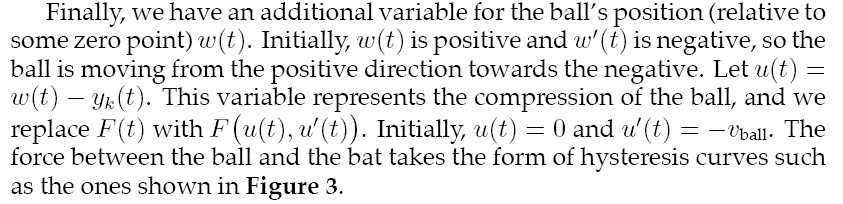 Finally, we have an additional variable for the ball's position (relative to
some zero point) w(t). Initially, w(t) is positive and w′(t) is negative, so the
ball is moving from the positive direction towards the negative. Let u(t) =
w(t) − yₖ(t). This variable represents the compression of the ball, and we
replace F(t) with F(u(t), u′(t)). Initially, u(t) = 0 and u′(t) = −v_ball. The
force between the ball and the bat takes the form of hysteresis curves such
as the ones shown in Figure 3.